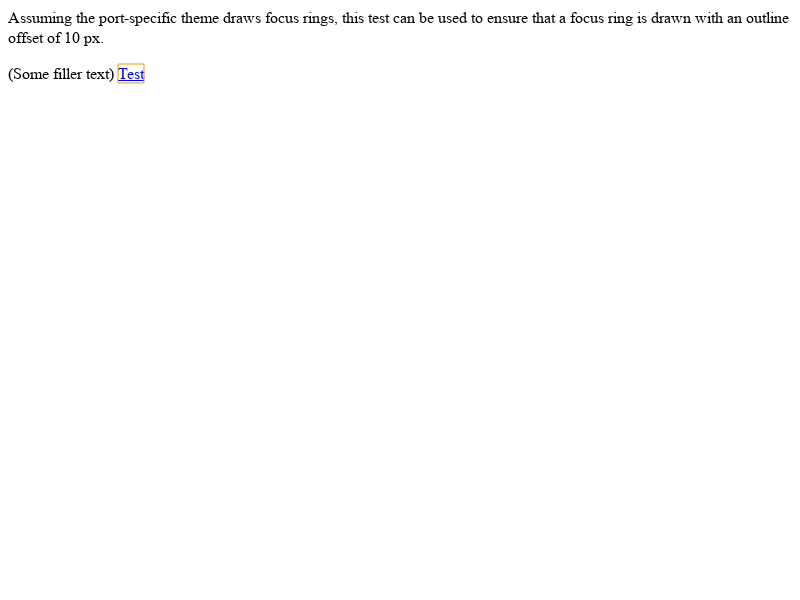 Assuming the port-specific theme draws focus rings, this test can be used to ensure that a focus ring is drawn with an outline
offset of 10 px.
(Some filler text) Test